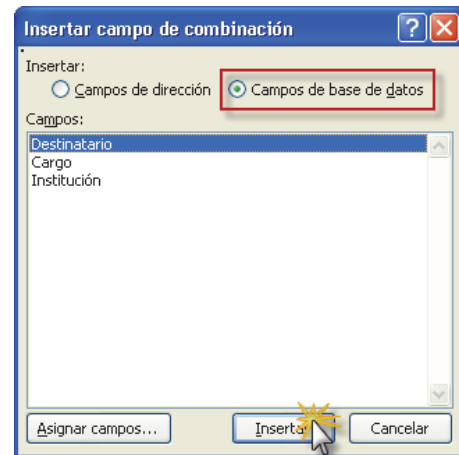 Insertar campo de combinación
Insertar:
Campos de dirección Campos de base de datos
Campos:
Destinatario
Cargo
Institución
Asignar campos... Insertar Cancelar